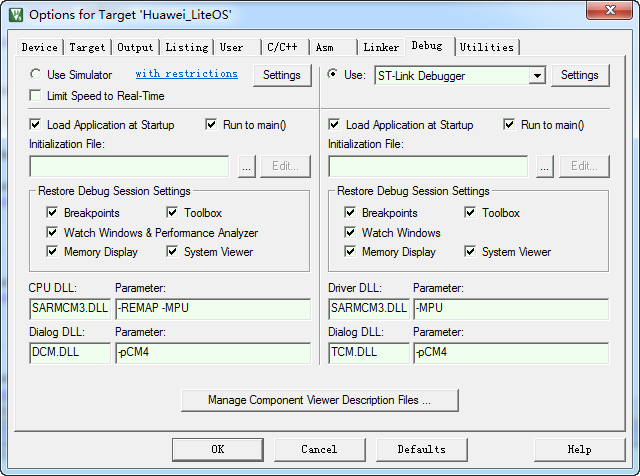 Options for Target 'Huawei_LiteOS'
Device Target Output Listing User C/C++ Asm Linker Debug Utilities
Use Simulator with restrictions Settings Use: ST-Link Debugger Settings
Limit Speed to Real-Time
Load Application at Startup Run to main() Load Application at Startup Run to main()
Initialization File: Initialization File:
... Edit... ... Edit...
Restore Debug Session Settings Restore Debug Session Settings
Breakpoints Toolbox Breakpoints Toolbox
Watch Windows & Performance Analyzer Watch Windows
Memory Display System Viewer Memory Display System Viewer
CPU DLL: Parameter: Driver DLL: Parameter:
SARMCM3.DLL -REMAP -MPU SARMCM3.DLL -MPU
Dialog DLL: Parameter: Dialog DLL: Parameter:
DCM.DLL -pCM4 TCM.DLL -pCM4
Manage Component Viewer Description Files ...
OK Cancel Defaults Help